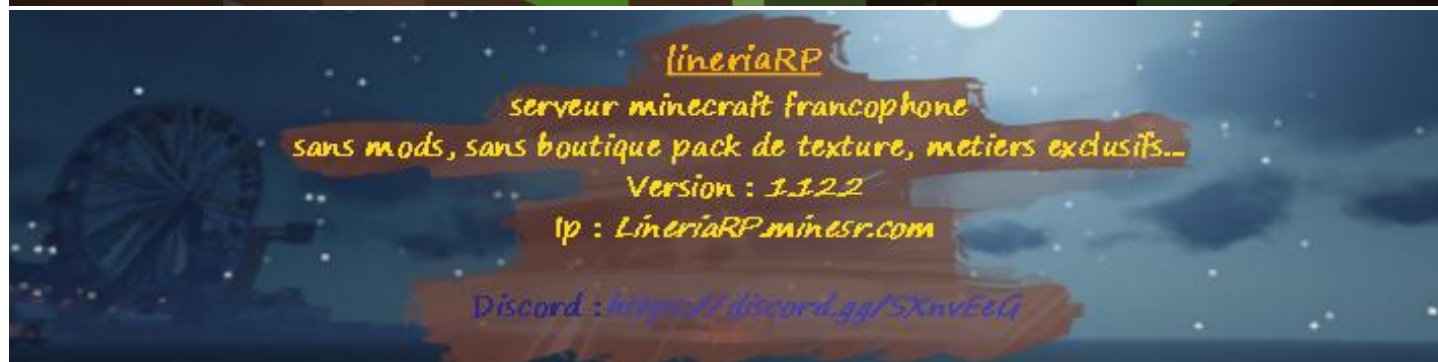 lineriaRP
serveur minecraft francophone
sans mods, sans boutique pack de texture, metiers exclusifs...
Version : 1.12.2
Ip : LineriaRP.minesr.com
Discord : https://discord.gg/SXnvEeG